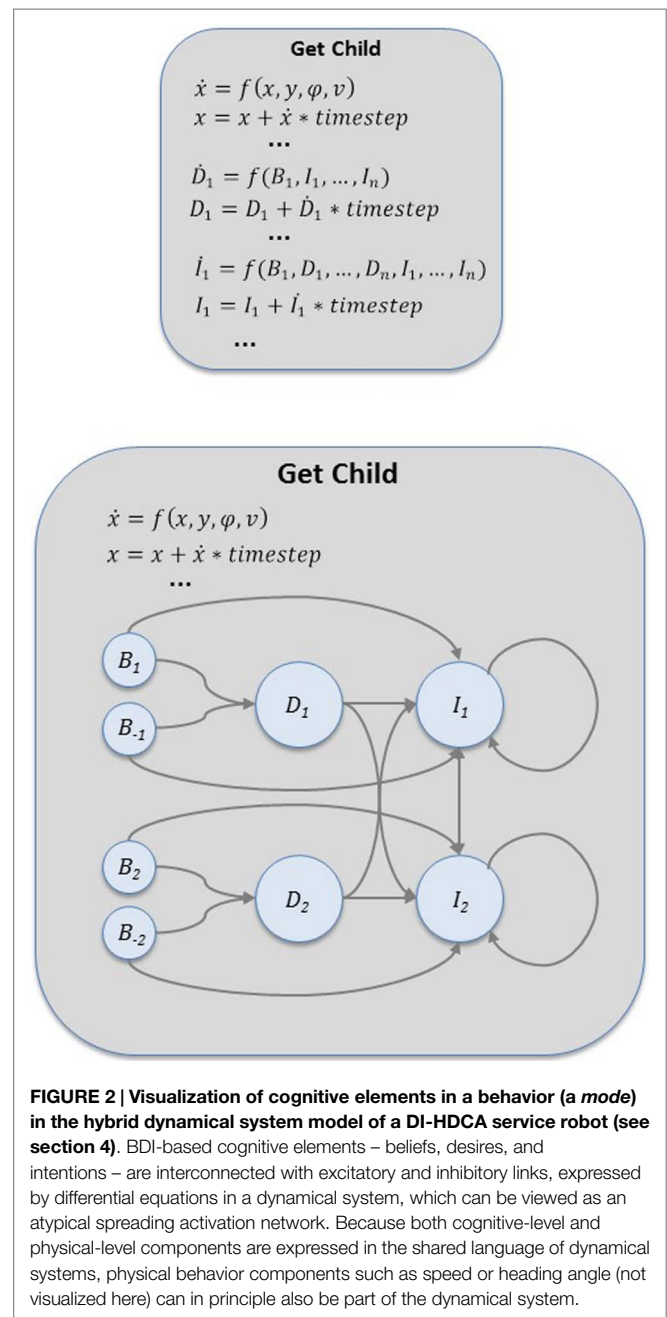 Get Child
ẋ = f(x, y, φ, v)
x = x + ẋ * timestep
...
Ḋ₁ = f(B₁, I₁, ..., Iₙ)
D₁ = D₁ + Ḋ₁ * timestep
...
İ₁ = f(B₁, D₁, ..., Dₙ, I₁, ..., Iₙ)
I₁ = I₁ + İ₁ * timestep
...
Get Child
ẋ = f(x, y, φ, v)
x = x + ẋ * timestep
...
B₁
B₋₁
D₁
I₁
B₂
B₋₂
D₂
I₂
FIGURE 2 | Visualization of cognitive elements in a behavior (a mode)
in the hybrid dynamical system model of a DI-HDCA service robot (see
section 4). BDI-based cognitive elements – beliefs, desires, and
intentions – are interconnected with excitatory and inhibitory links, expressed
by differential equations in a dynamical system, which can be viewed as an
atypical spreading activation network. Because both cognitive-level and
physical-level components are expressed in the shared language of dynamical
systems, physical behavior components such as speed or heading angle (not
visualized here) can in principle also be part of the dynamical system.